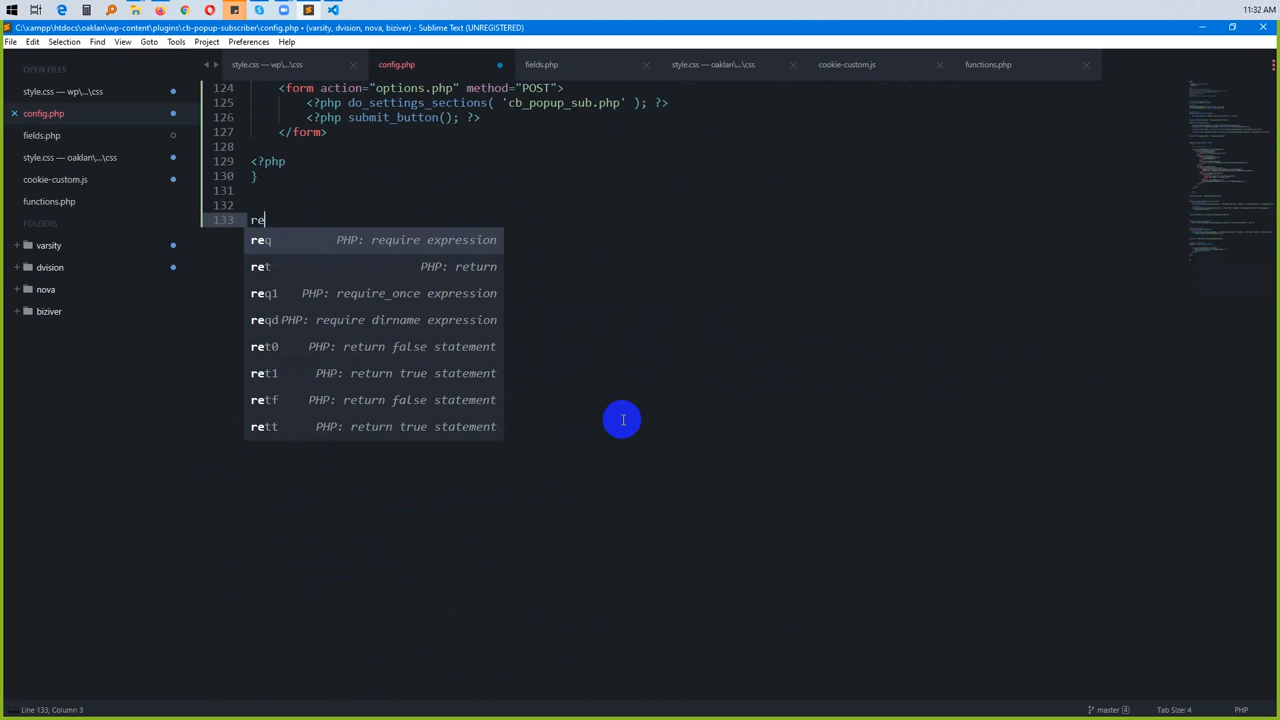 11:32 AM
C:\xampp\htdocs\oaklan\wp-content\plugins\cb-popup-subscriber\config.php • (varsity, dvision, nova, biziver) - Sublime Text (UNREGISTERED)
File Edit Selection Find View Goto Tools Project Preferences Help
OPEN FILES
style.css — wp\...\css
config.php
fields.php
style.css — oaklan\...\css
cookie-custom.js
functions.php
FOLDERS
varsity
dvision
nova
biziver
style.css — wp\...\css config.php fields.php style.css — oaklan\...\css cookie-custom.js functions.php
124 <form action="options.php" method="POST">
125 <?php do_settings_sections( 'cb_popup_sub.php' ); ?>
126 <?php submit_button(); ?>
127 </form>
128
129 <?php
130 }
131
132
133 re
req PHP: require expression
ret PHP: return
req1 PHP: require_once expression
reqd PHP: require dirname expression
ret0 PHP: return false statement
ret1 PHP: return true statement
retf PHP: return false statement
rett PHP: return true statement
Line 133, Column 3 master 4 Tab Size: 4 PHP